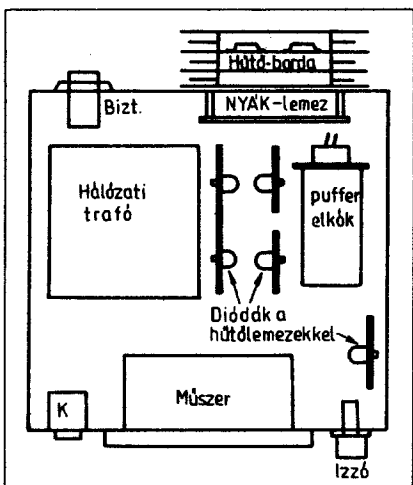 Hűtő-borda
NYÁK-lemez
Bizt.
Hálózati
trafó
puffer
elkók
Diódák a
hűtőlemezekkel
K
Műszer
Izzó